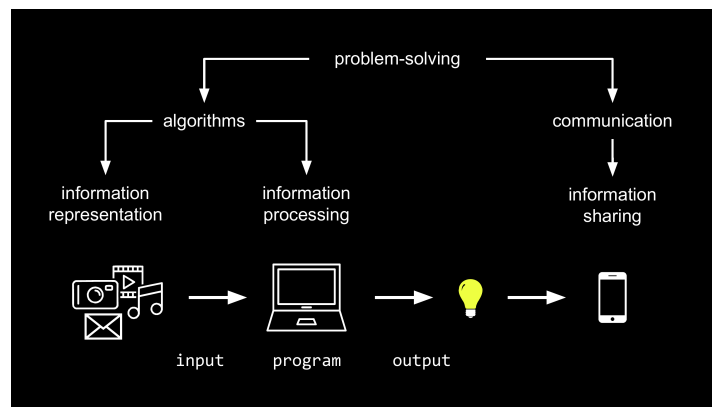 problem-solving
algorithms
communication
information
representation
information
processing
information
sharing
input
program
output